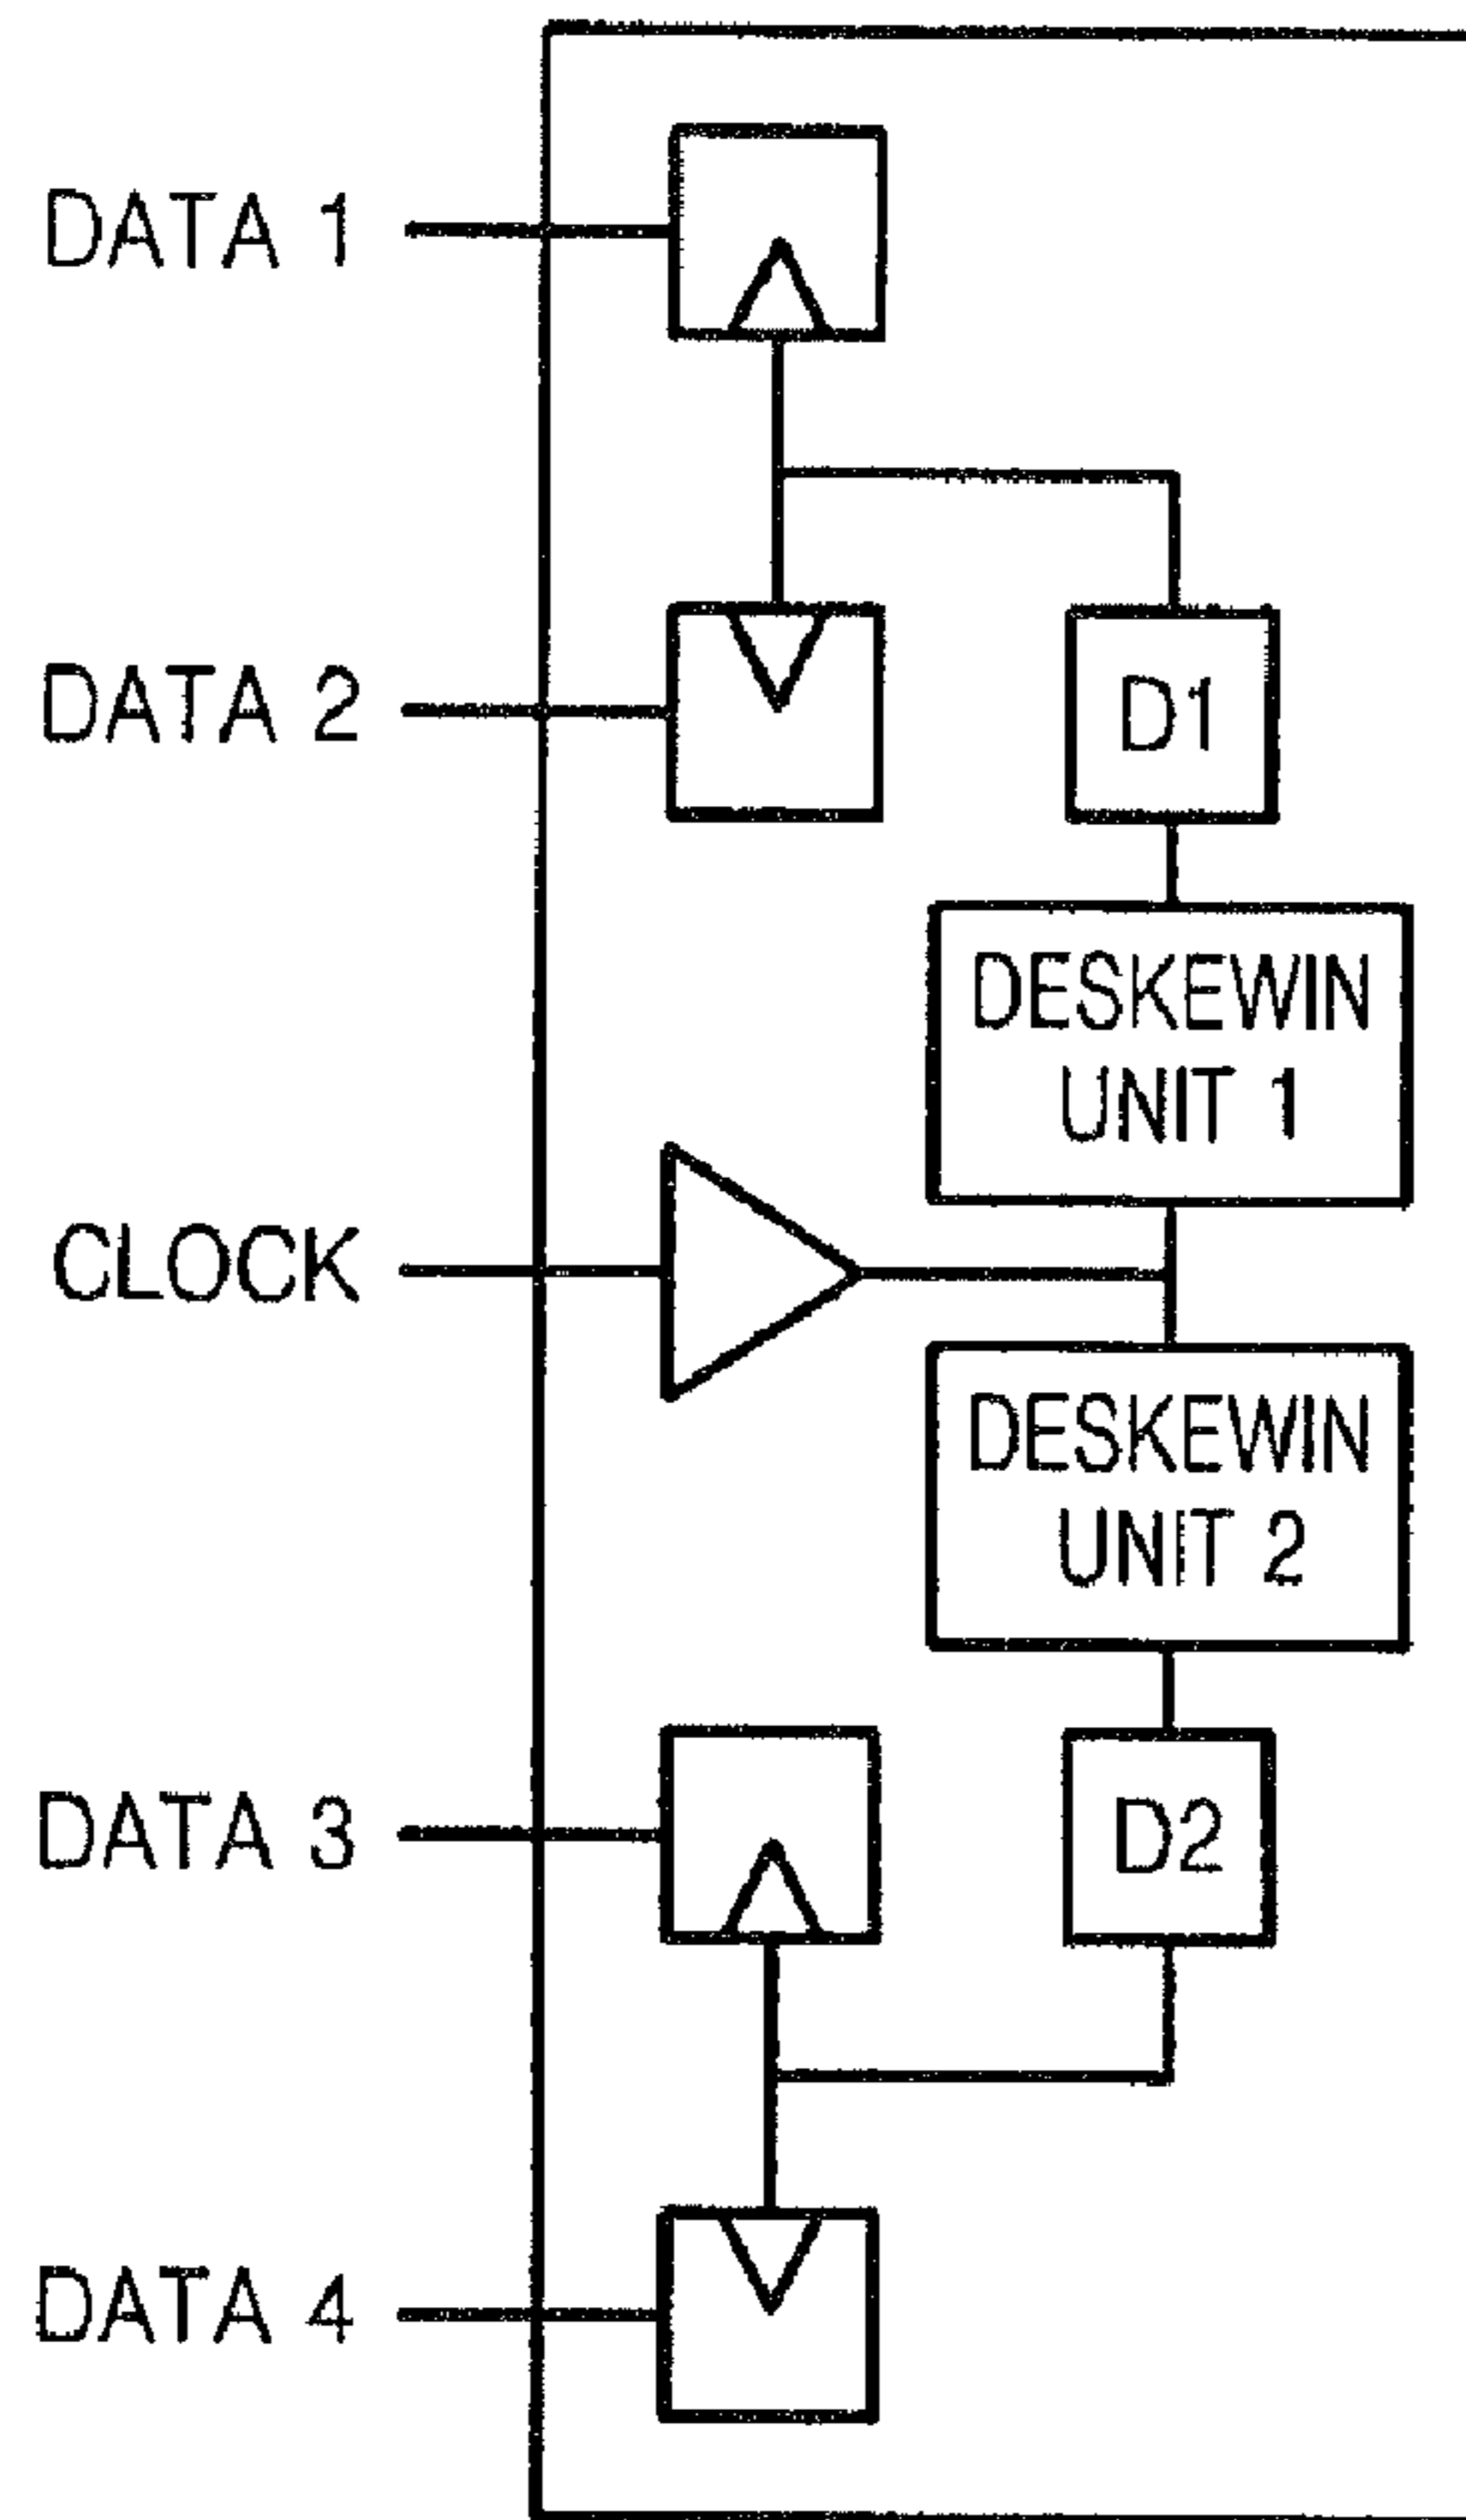 DATA 1
DATA 2
D1
DESKEWIN
UNIT 1
CLOCK
DESKEWIN
UNIT 2
DATA 3
D2
DATA 4